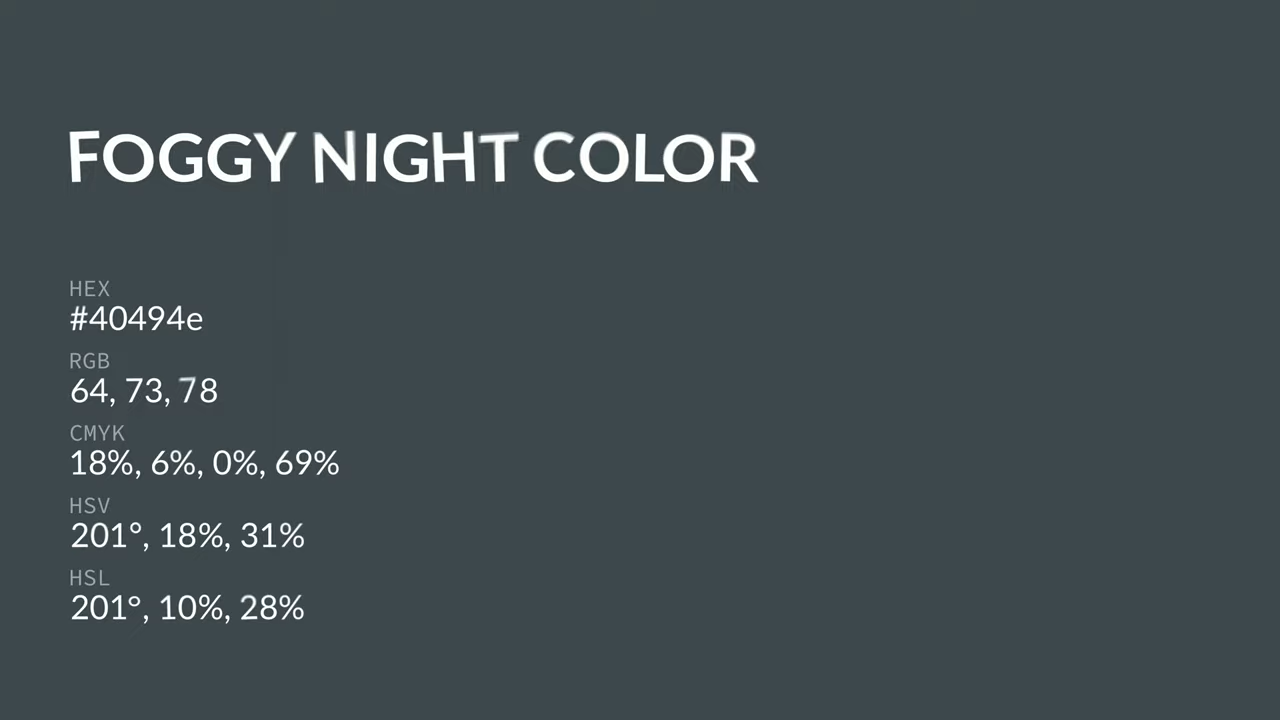 FOGGY NIGHT COLOR
HEX
#40494e
RGB
64, 73, 78
CMYK
18%, 6%, 0%, 69%
HSV
201°, 18%, 31%
HSL
201°, 10%, 28%